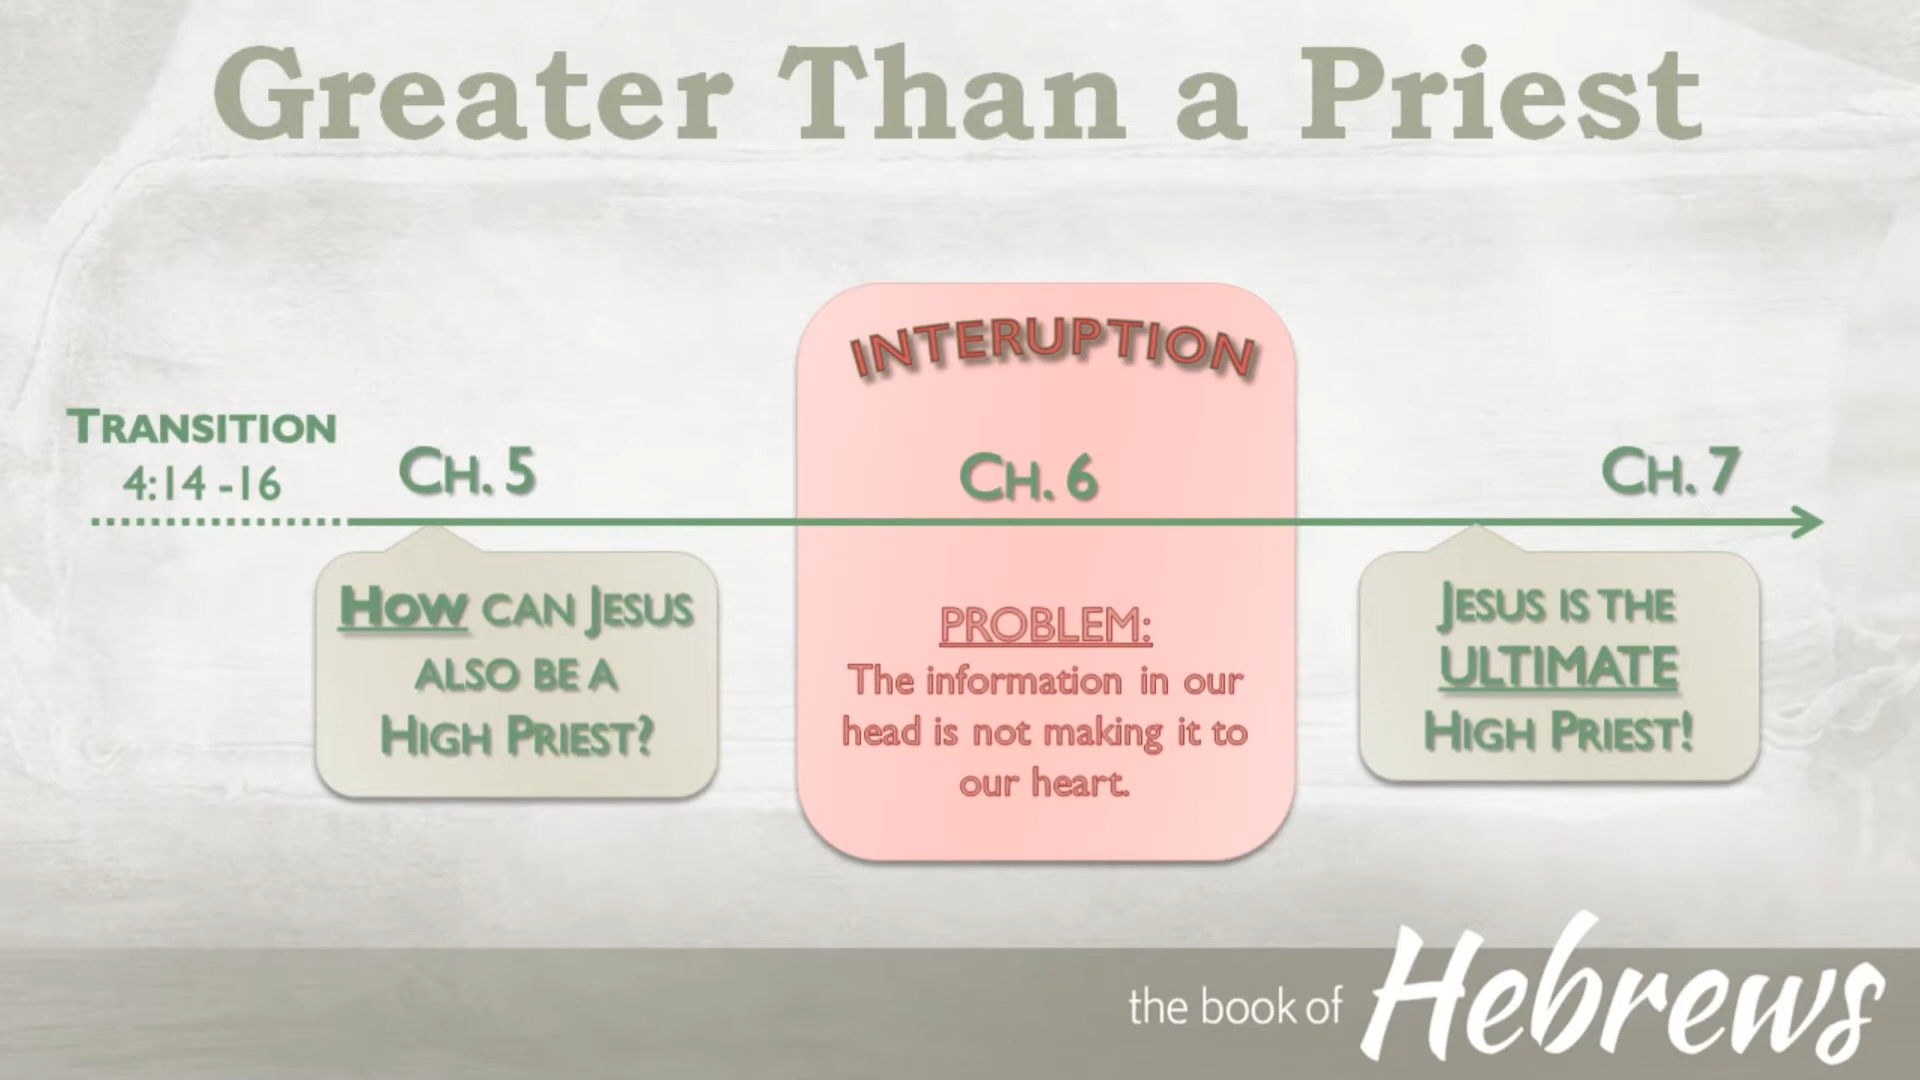 Greater Than a Priest
INTERUPTION
TRANSITION
4:14 -16
CH. 5
CH. 6
CH. 7
HOW CAN JESUS
ALSO BE A
HIGH PRIEST?
PROBLEM:
The information in our
head is not making it to
our heart.
JESUS IS THE
ULTIMATE
HIGH PRIEST!
the book of Hebrews